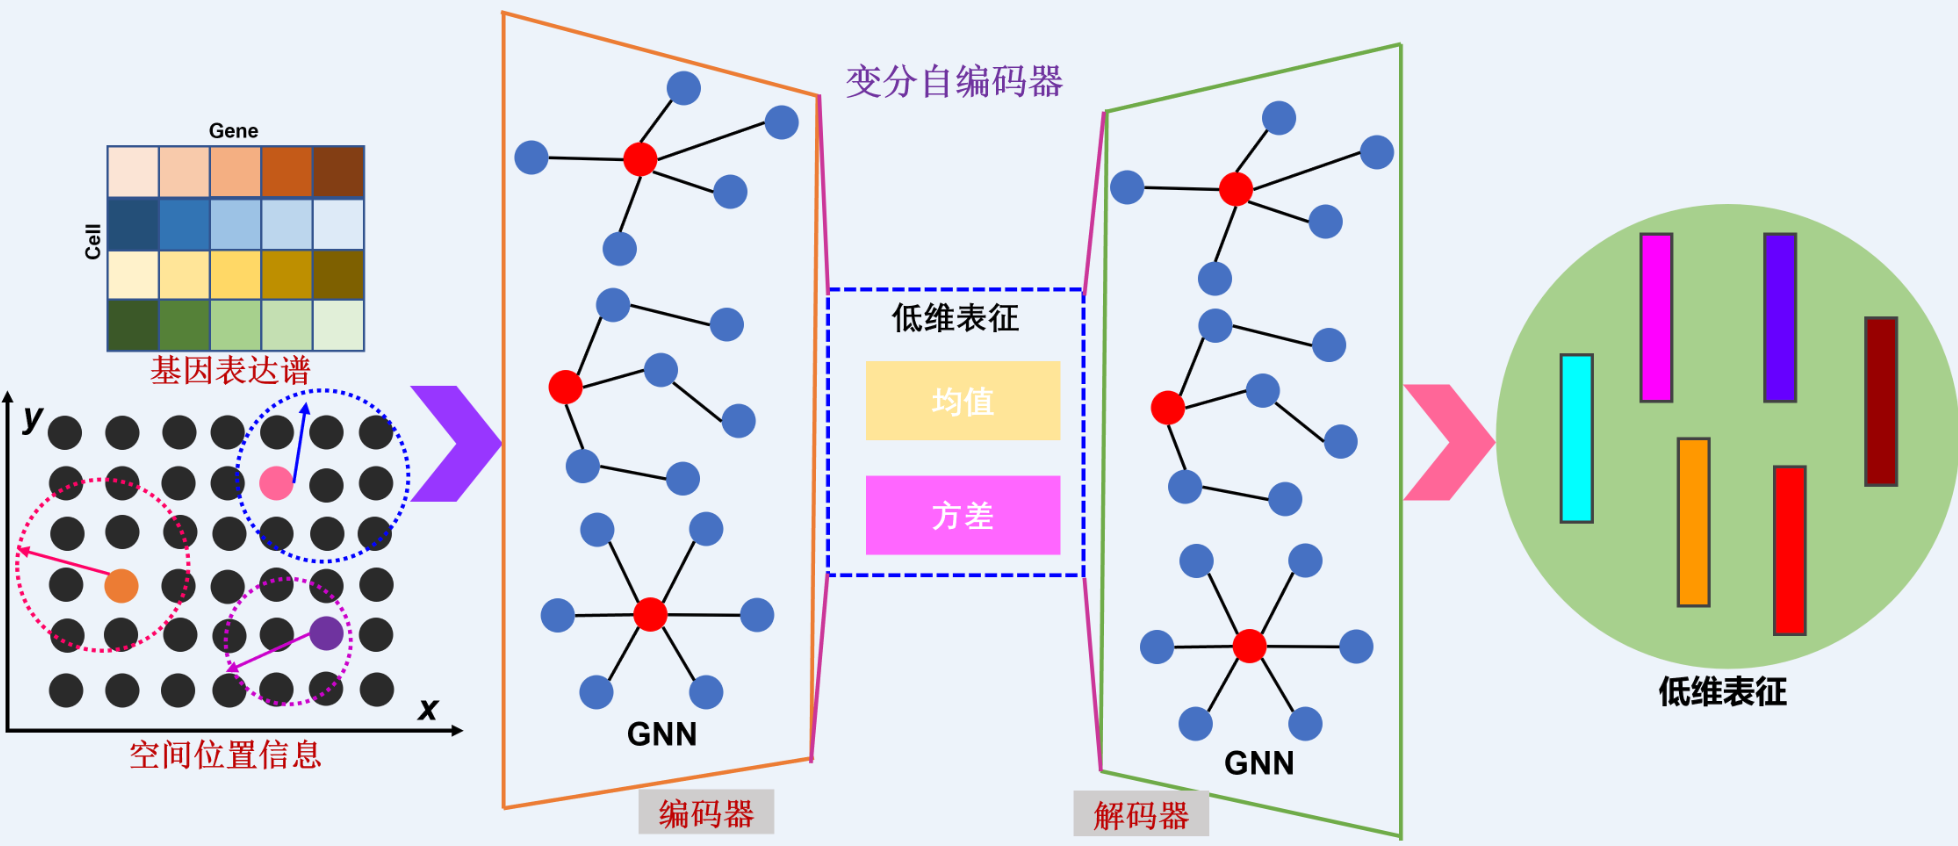 Gene
Cell
基因表达谱
y
x
空间位置信息
GNN
编码器
变分自编码器
低维表征
均值
方差
GNN
解码器
低维表征